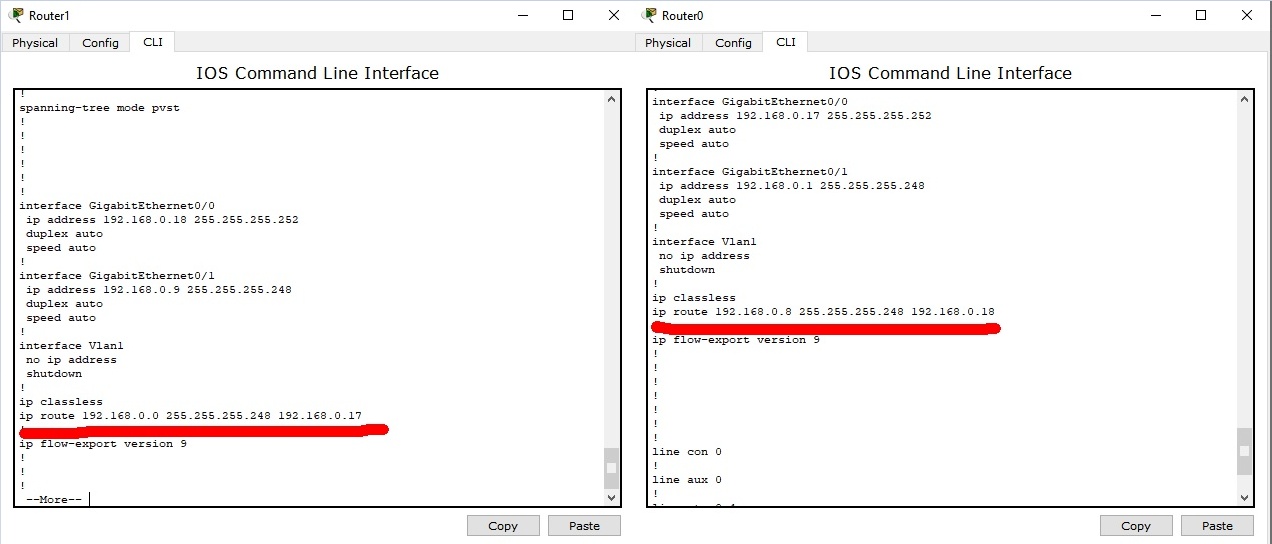 Router1
Physical Config CLI
IOS Command Line Interface
!
spanning-tree mode pvst
!
!
!
!
!
!
interface GigabitEthernet0/0
ip address 192.168.0.18 255.255.255.252
duplex auto
speed auto
!
interface GigabitEthernet0/1
ip address 192.168.0.9 255.255.255.248
duplex auto
speed auto
!
interface Vlan1
no ip address
shutdown
!
ip classless
ip route 192.168.0.0 255.255.255.248 192.168.0.17
!
ip flow-export version 9
!
!
!
--More--
Copy Paste
Router0
Physical Config CLI
IOS Command Line Interface
!
interface GigabitEthernet0/0
ip address 192.168.0.17 255.255.255.252
duplex auto
speed auto
!
interface GigabitEthernet0/1
ip address 192.168.0.1 255.255.255.248
duplex auto
speed auto
!
interface Vlan1
no ip address
shutdown
!
ip classless
ip route 192.168.0.8 255.255.255.248 192.168.0.18
ip flow-export version 9
!
!
!
!
!
!
!
line con 0
!
line aux 0
!
Copy Paste